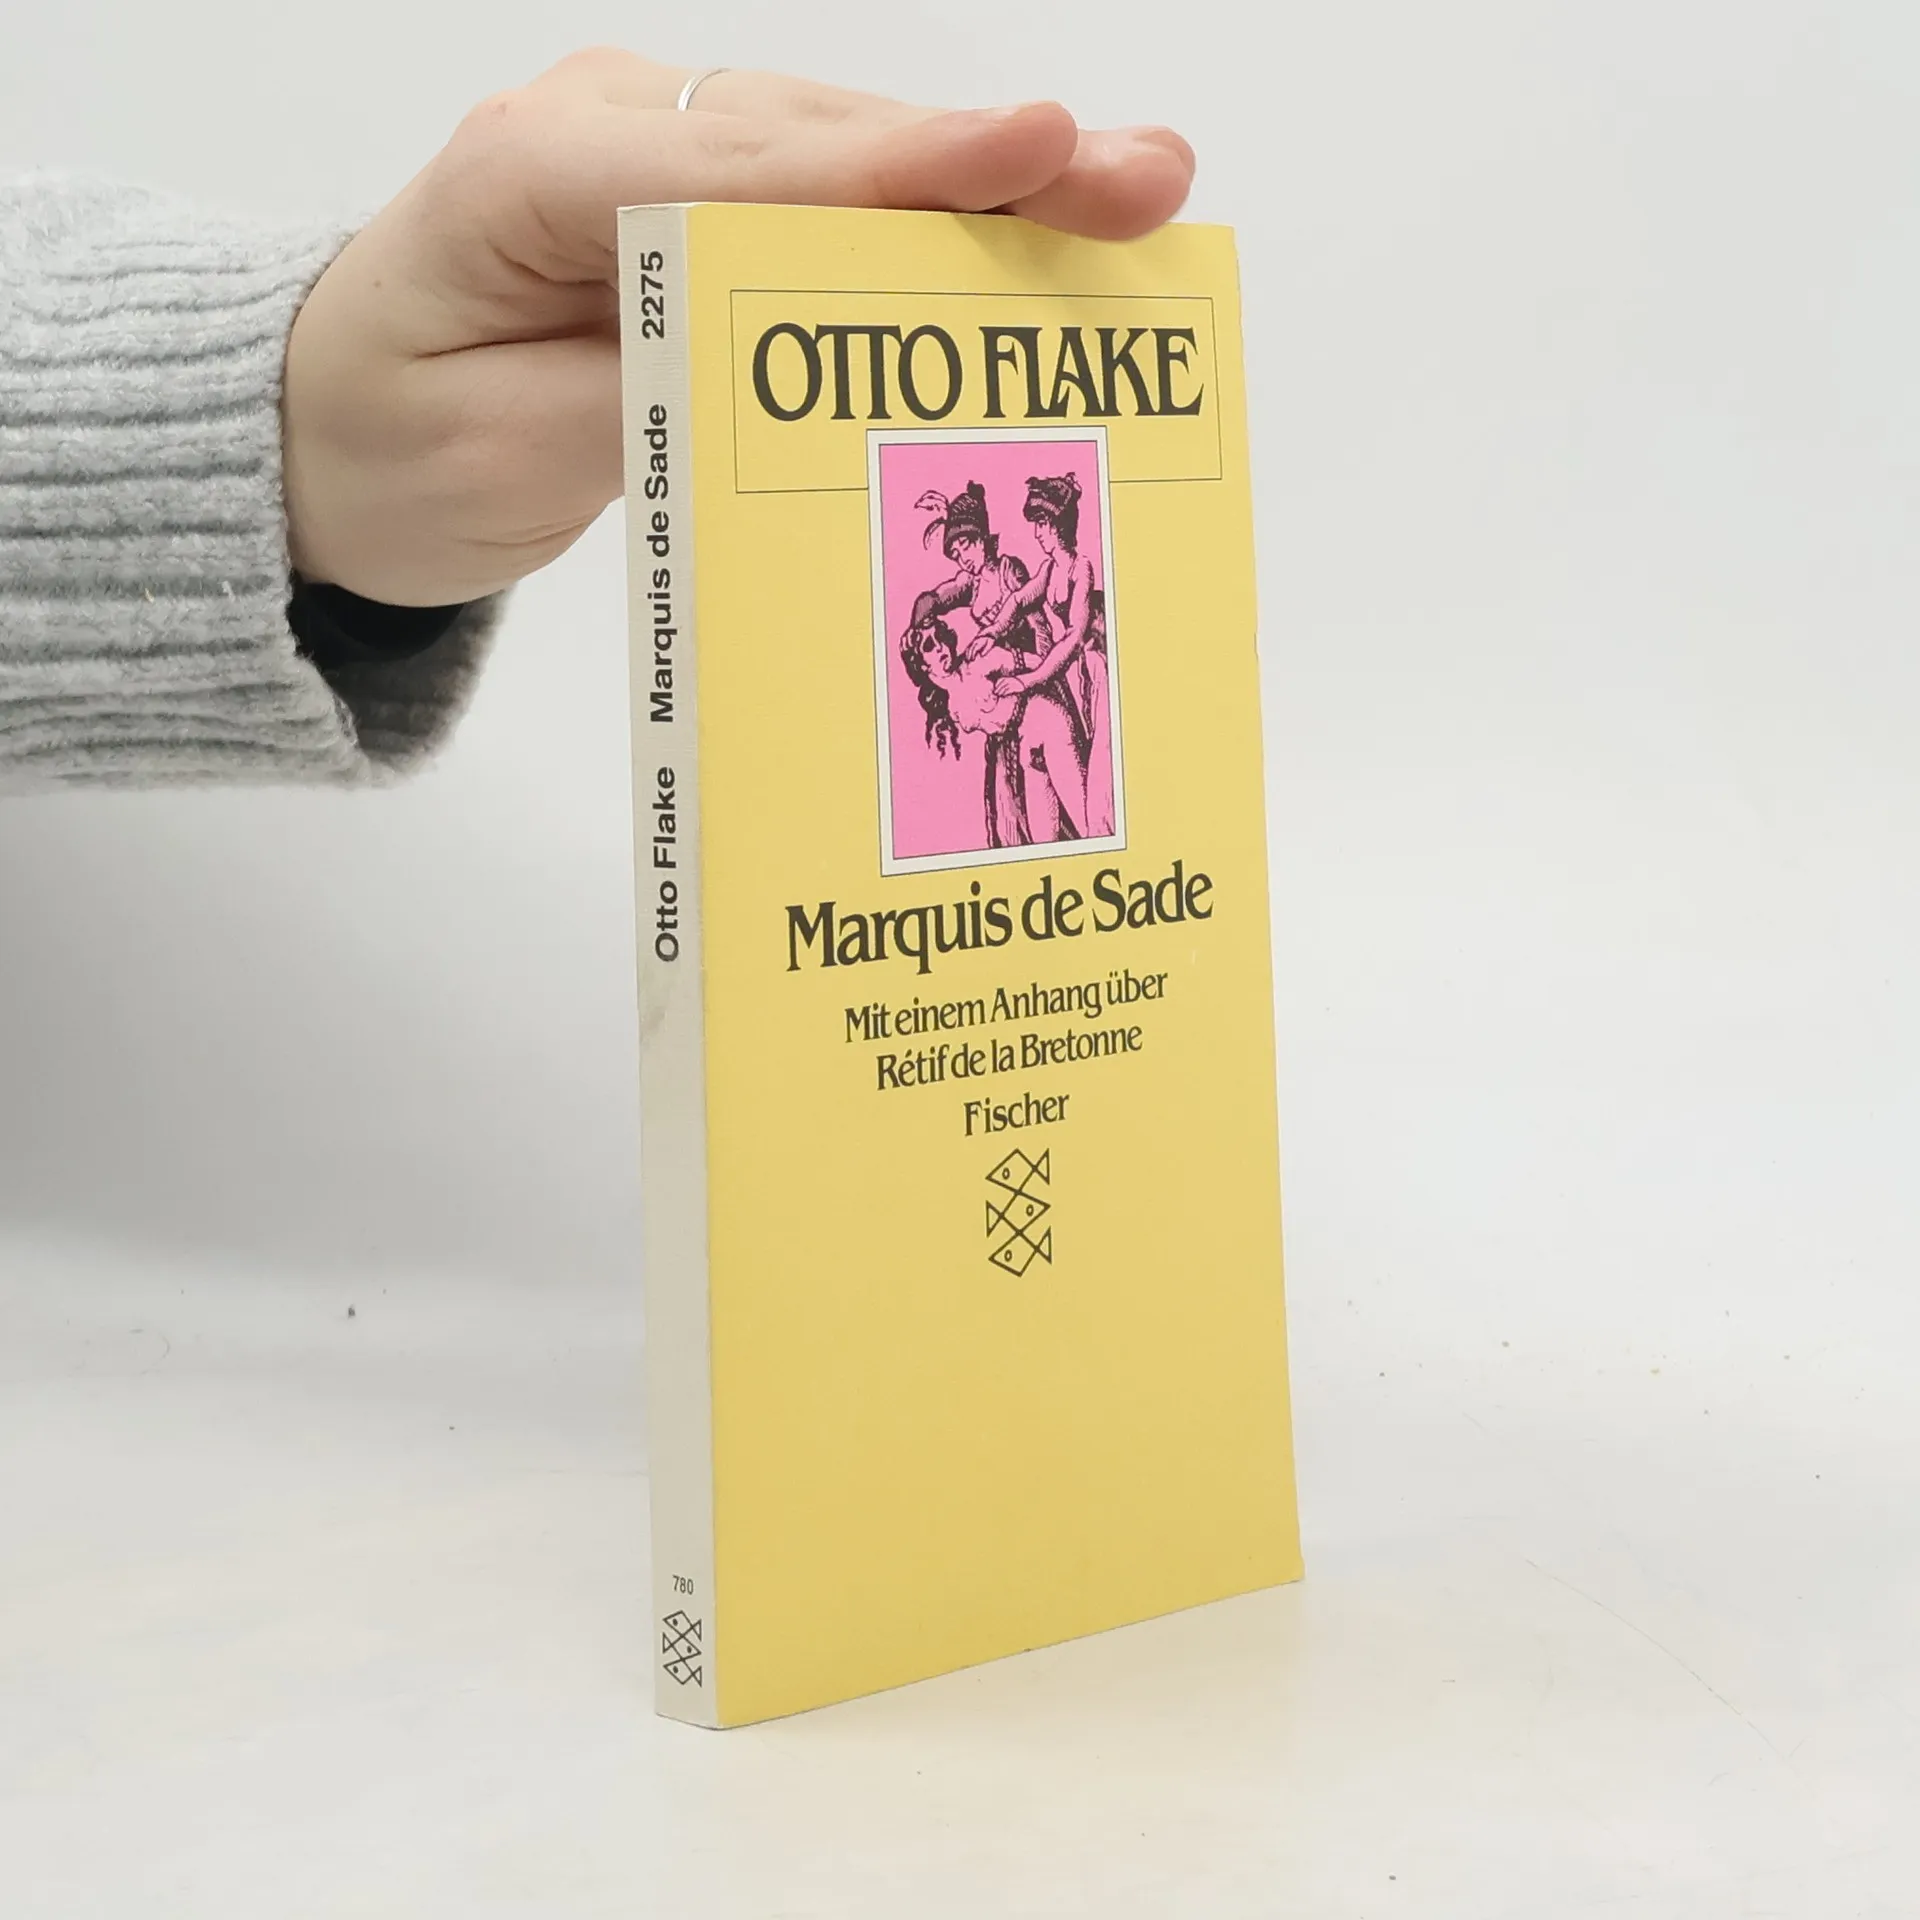 Otto Flake Marquis de Sade 2275
780
OTTO FLAKE
Marquis de Sade
Mit einem Anhang über
Rétif de la Bretonne
Fischer